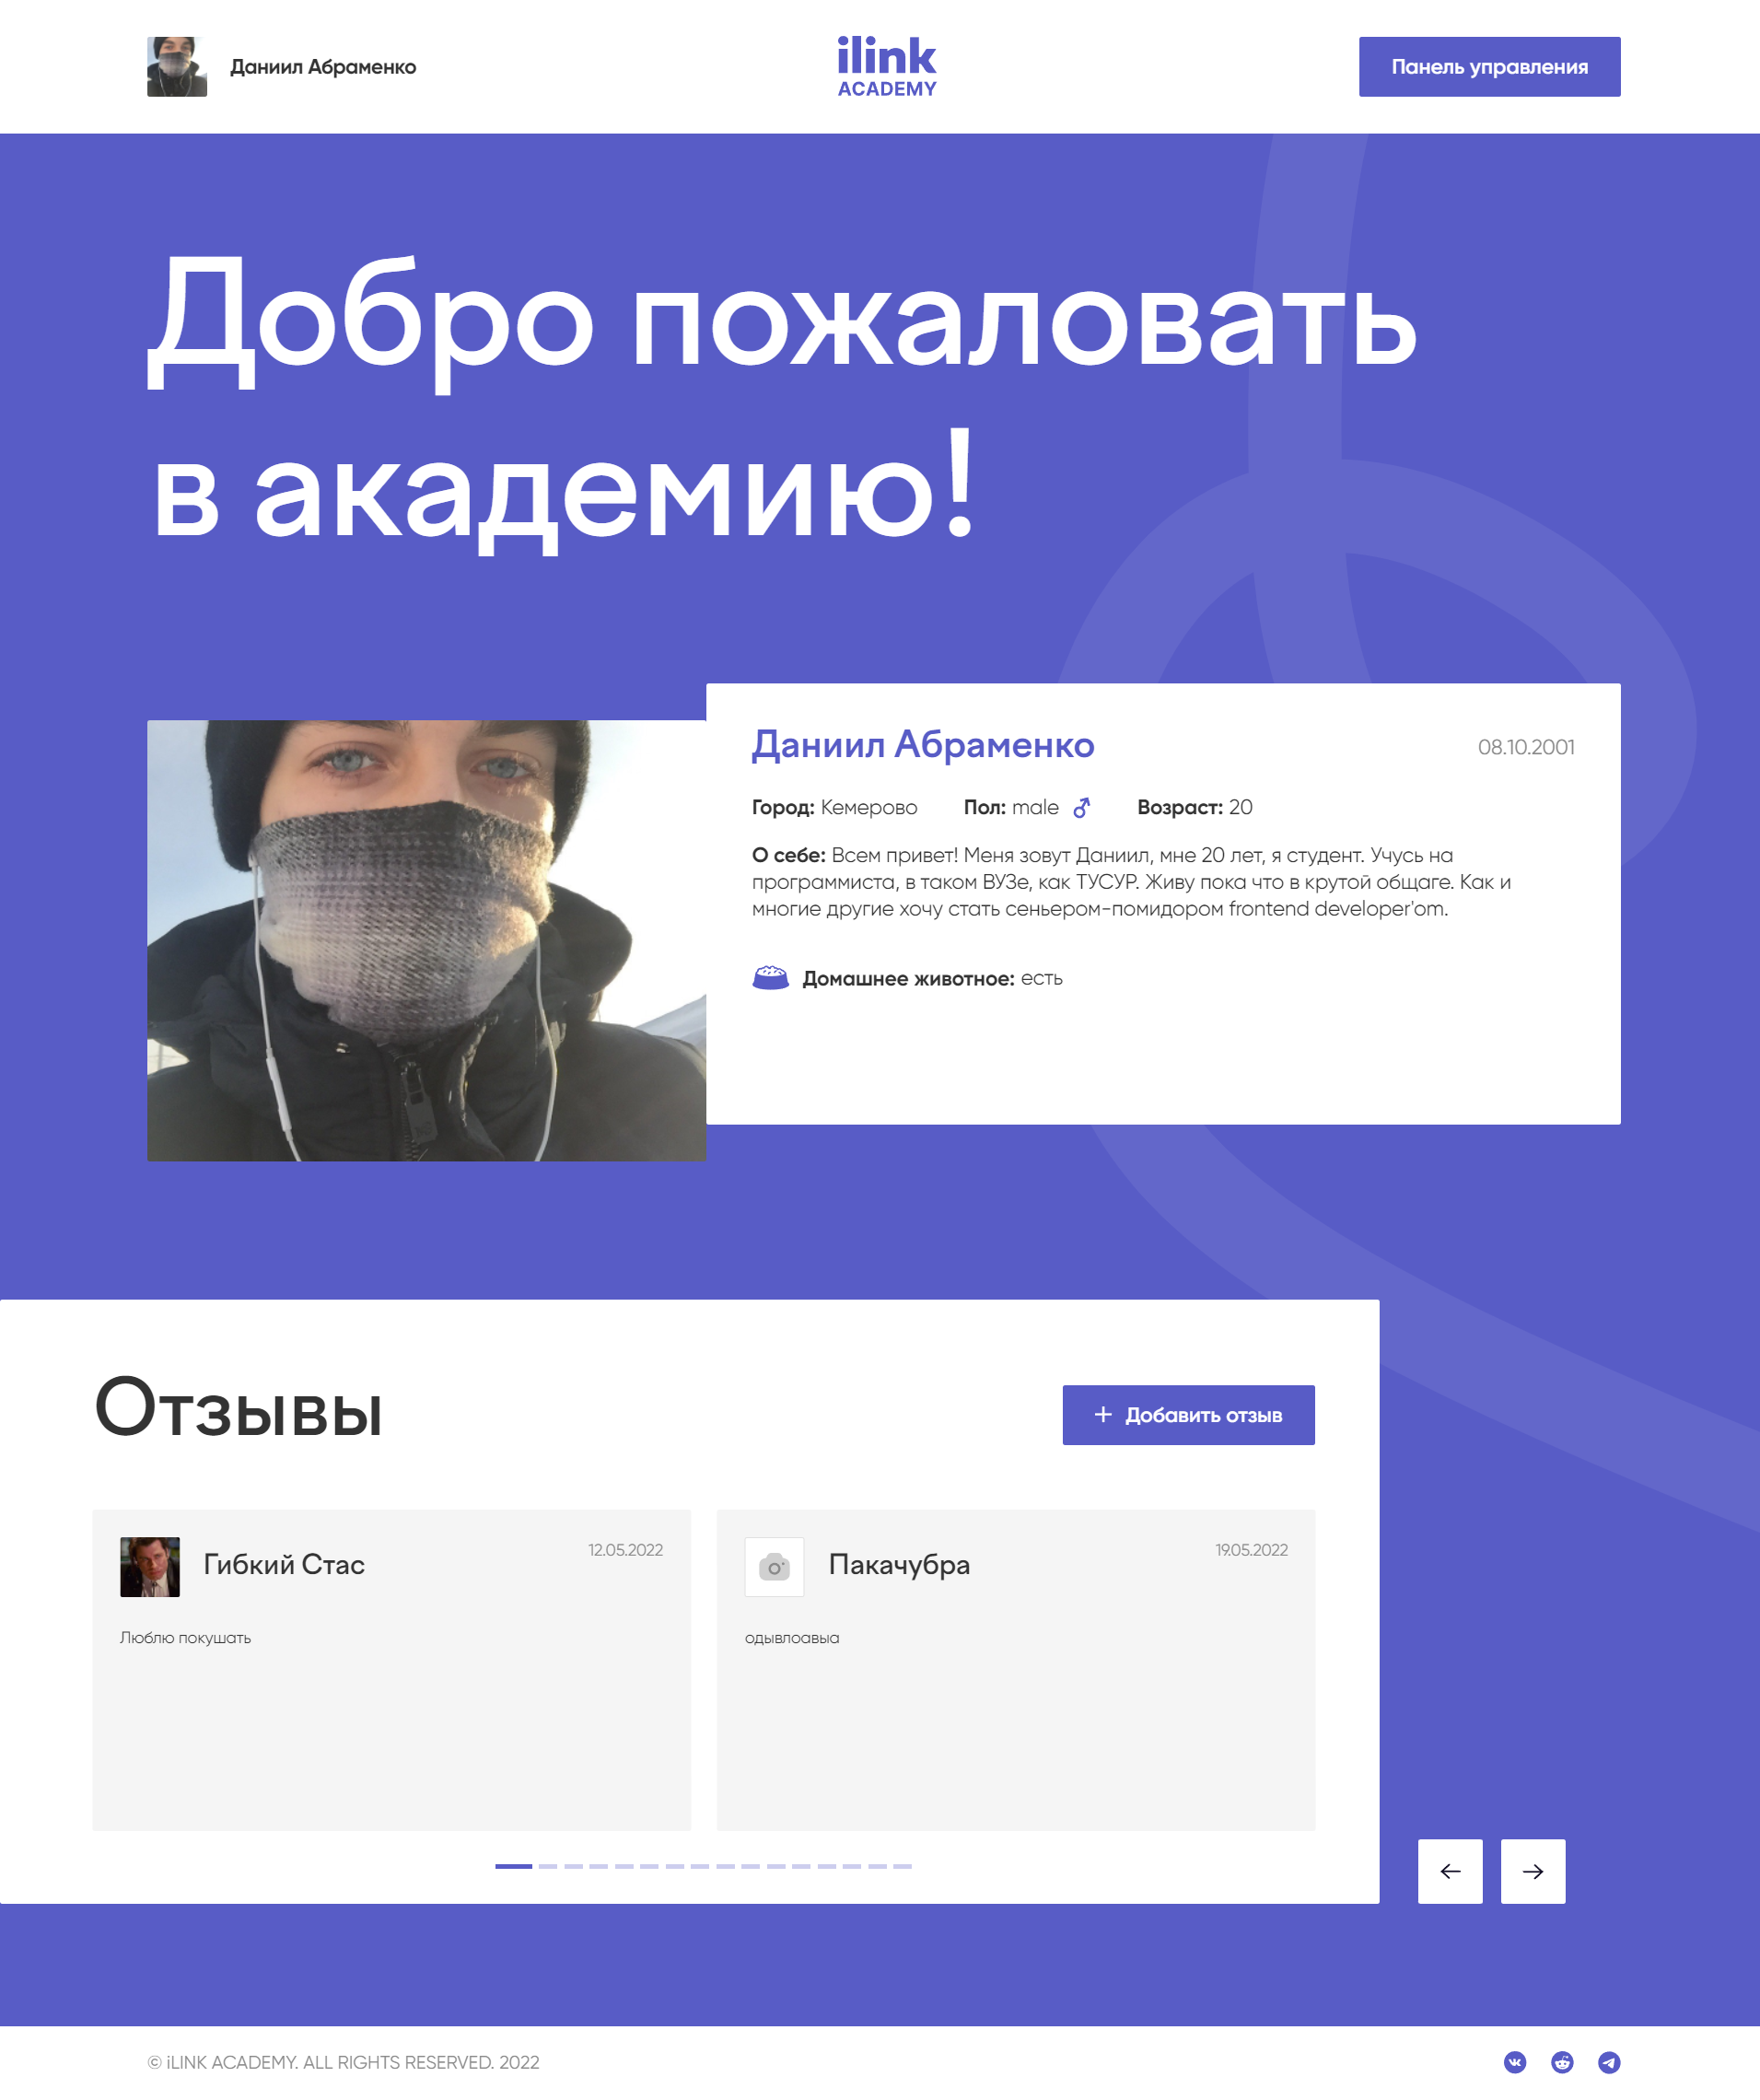 Даниил Абраменко
ilink
ACADEMY
Панель управления
Добро пожаловать
в академию!
Даниил Абраменко
08.10.2001
Город: Кемерово Пол: male Возраст: 20
О себе: Всем привет! Меня зовут Даниил, мне 20 лет, я студент. Учусь на
программиста, в таком ВУЗе, как ТУСУР. Живу пока что в крутой общаге. Как и
многие другие хочу стать сеньером-помидором frontend developer'om.
Домашнее животное: есть
Отзывы
+ Добавить отзыв
Гибкий Стас
12.05.2022
Люблю покушать
Пакачубра
19.05.2022
одывлоавыа
© iLINK ACADEMY. ALL RIGHTS RESERVED. 2022